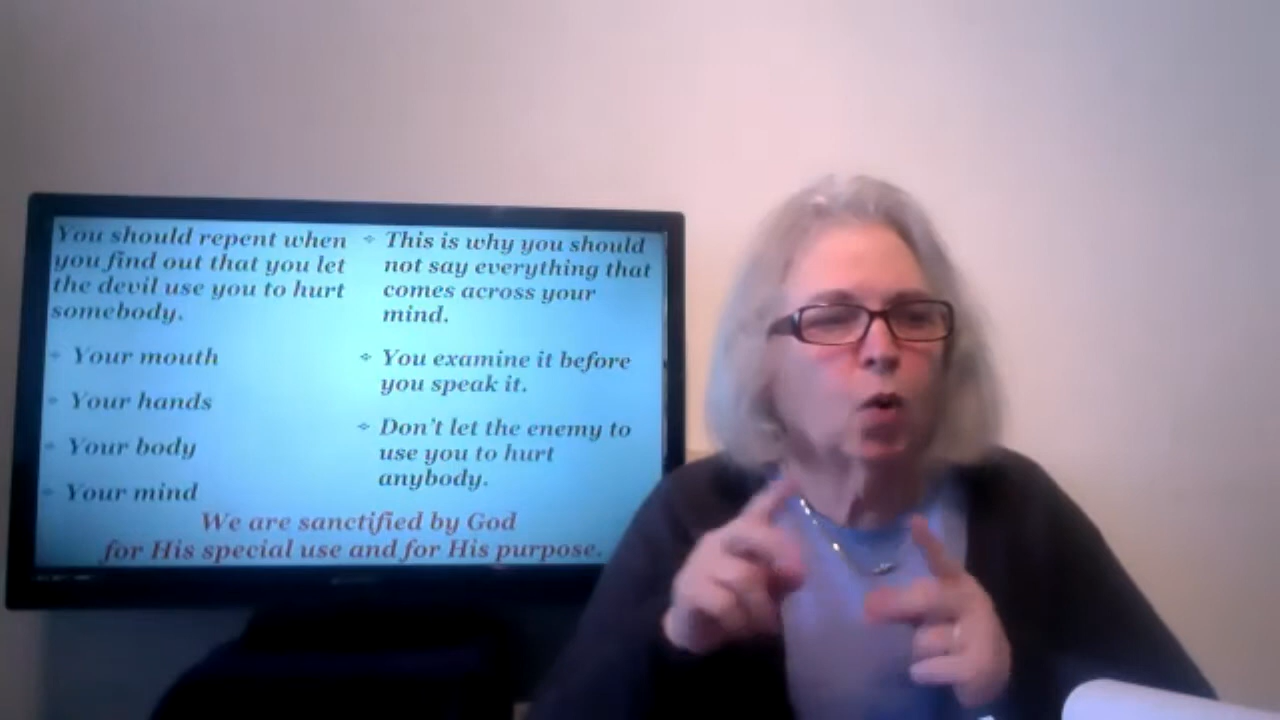 You should repent when
you find out that you let
the devil use you to hurt
somebody.
Your mouth
Your hands
Your body
Your mind
This is why you should
not say everything that
comes across your
mind.
You examine it before
you speak it.
Don't let the enemy to
use you to hurt
anybody.
We are sanctified by God
for His special use and for His purpose.